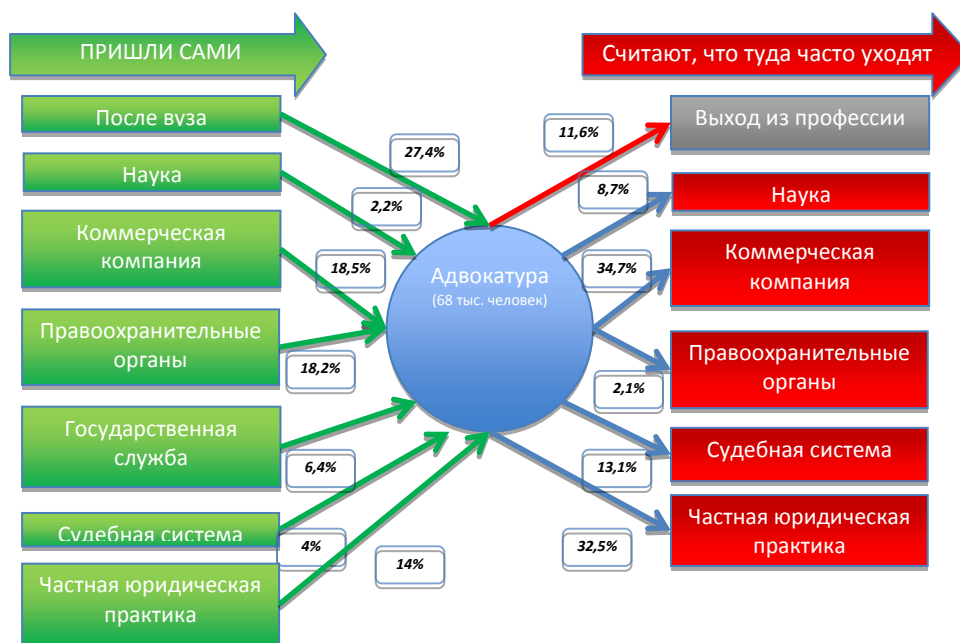 ПРИШЛИ САМИ
Считают, что туда часто уходят
После вуза
Наука
Коммерческая
компания
Правоохранительные
органы
Государственная
служба
Судебная система
Частная юридическая
практика
27,4%
2,2%
18,5%
18,2%
6,4%
4%
14%
Адвокатура
(68 тыс. человек)
11,6%
8,7%
34,7%
2,1%
13,1%
32,5%
Выход из профессии
Наука
Коммерческая
компания
Правоохранительные
органы
Судебная система
Частная юридическая
практика